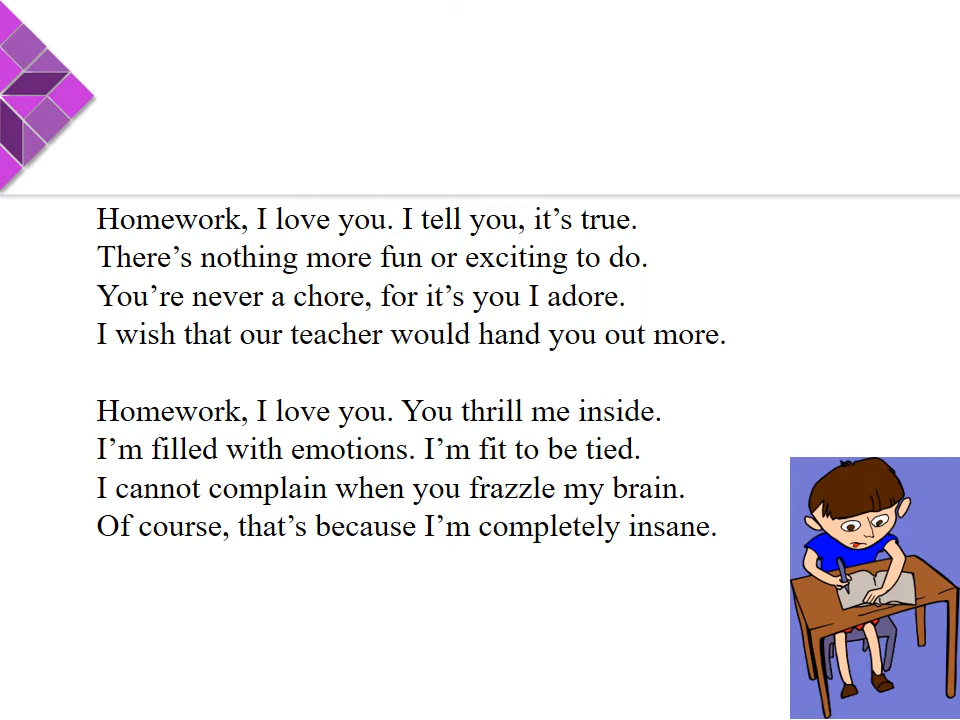 Homework, I love you. I tell you, it’s true.
There’s nothing more fun or exciting to do.
You’re never a chore, for it’s you I adore.
I wish that our teacher would hand you out more.
Homework, I love you. You thrill me inside.
I’m filled with emotions. I’m fit to be tied.
I cannot complain when you frazzle my brain.
Of course, that’s because I’m completely insane.